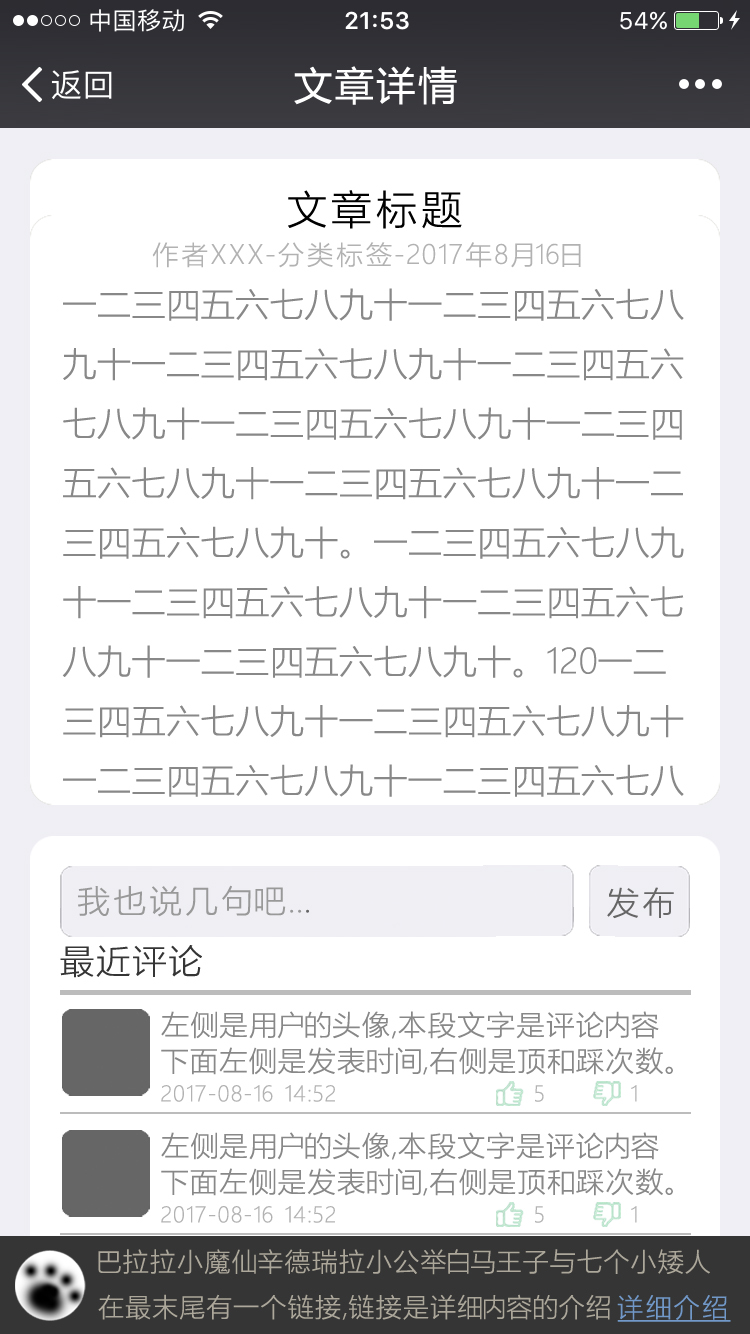 中国移动 21:53 54%
返回 文章详情
文章标题
作者XXX-分类标签-2017年8月16日
一二三四五六七八九十一二三四五六七八
九十一二三四五六七八九十一二三四五六
七八九十一二三四五六七八九十一二三四
五六七八九十一二三四五六七八九十一二
三四五六七八九十。一二三四五六七八九
十一二三四五六七八九十一二三四五六七
八九十一二三四五六七八九十。120一二
三四五六七八九十一二三四五六七八九十
一二三四五六七八九十一二三四五六七八
我也说几句吧... 发布
最近评论
左侧是用户的头像,本段文字是评论内容
下面左侧是发表时间,右侧是顶和踩次数。
2017-08-16 14:52 5 1
左侧是用户的头像,本段文字是评论内容
下面左侧是发表时间,右侧是顶和踩次数。
2017-08-16 14:52 5 1
巴拉拉小魔仙辛德瑞拉小公举白马王子与七个小矮人
在最末尾有一个链接,链接是详细内容的介绍 详细介绍